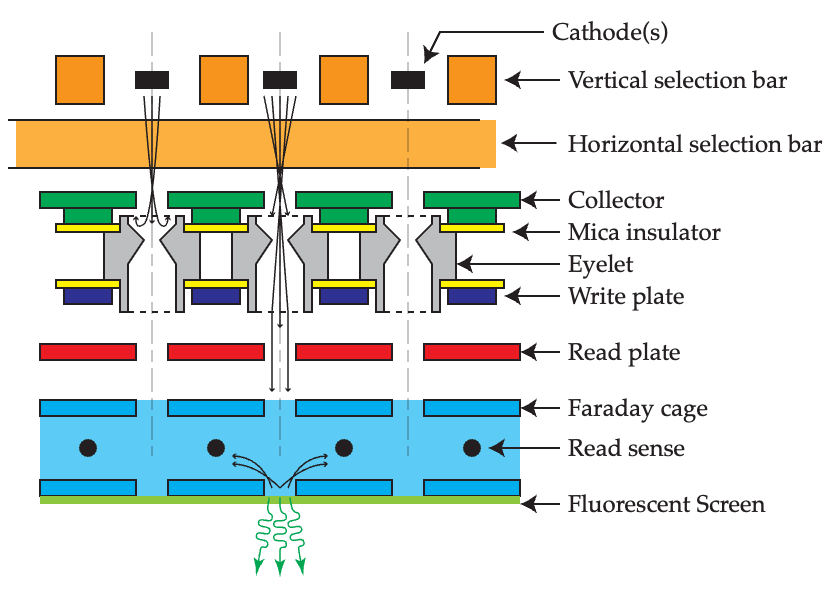 Cathode(s)
Vertical selection bar
Horizontal selection bar
Collector
Mica insulator
Eyelet
Write plate
Read plate
Faraday cage
Read sense
Fluorescent Screen